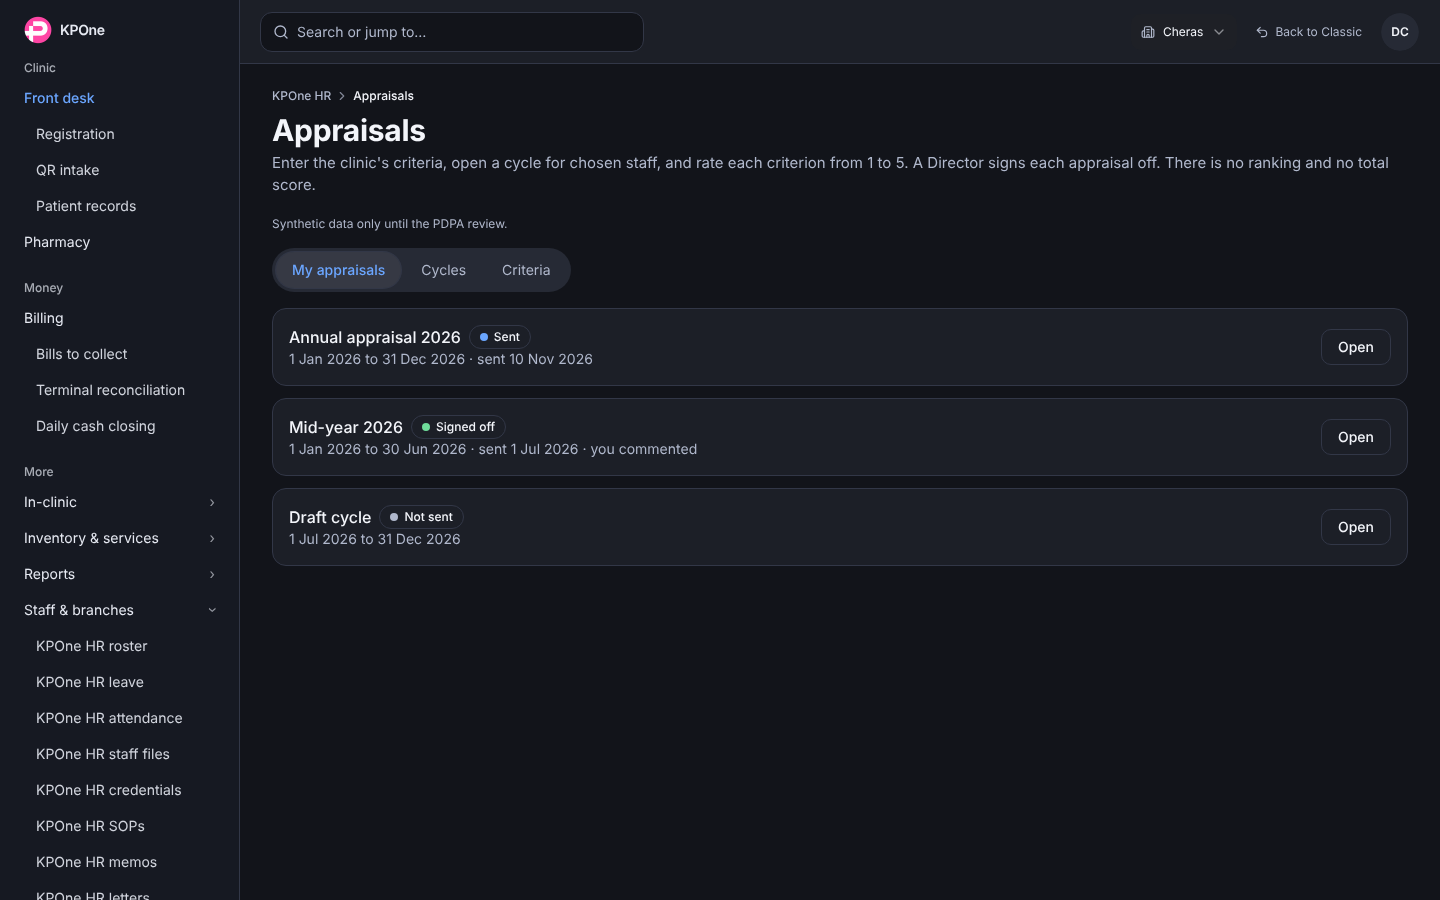 KPOne
Clinic
Front desk
Registration
QR intake
Patient records
Pharmacy
Money
Billing
Bills to collect
Terminal reconciliation
Daily cash closing
More
In-clinic
Inventory & services
Reports
Staff & branches
KPOne HR roster
KPOne HR leave
KPOne HR attendance
KPOne HR staff files
KPOne HR credentials
KPOne HR SOPs
KPOne HR memos
KPOne HR letters
Search or jump to...
Cheras
Back to Classic
DC
KPOne HR > Appraisals
Appraisals
Enter the clinic's criteria, open a cycle for chosen staff, and rate each criterion from 1 to 5. A Director signs each appraisal off. There is no ranking and no total
score.
Synthetic data only until the PDPA review.
My appraisals Cycles Criteria
Annual appraisal 2026 Sent
1 Jan 2026 to 31 Dec 2026 · sent 10 Nov 2026
Open
Mid-year 2026 Signed off
1 Jan 2026 to 30 Jun 2026 · sent 1 Jul 2026 · you commented
Open
Draft cycle Not sent
1 Jul 2026 to 31 Dec 2026
Open